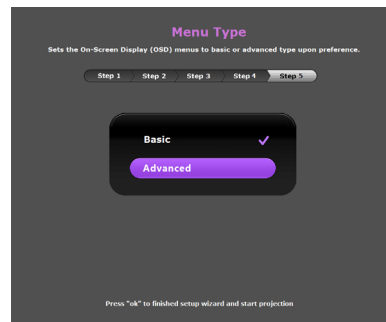 Menu Type
Sets the On-Screen Display (OSD) menus to basic or advanced type upon preference.
Step 1 Step 2 Step 3 Step 4 Step 5
Basic
Advanced
Press "ok" to finished setup wizard and start projection